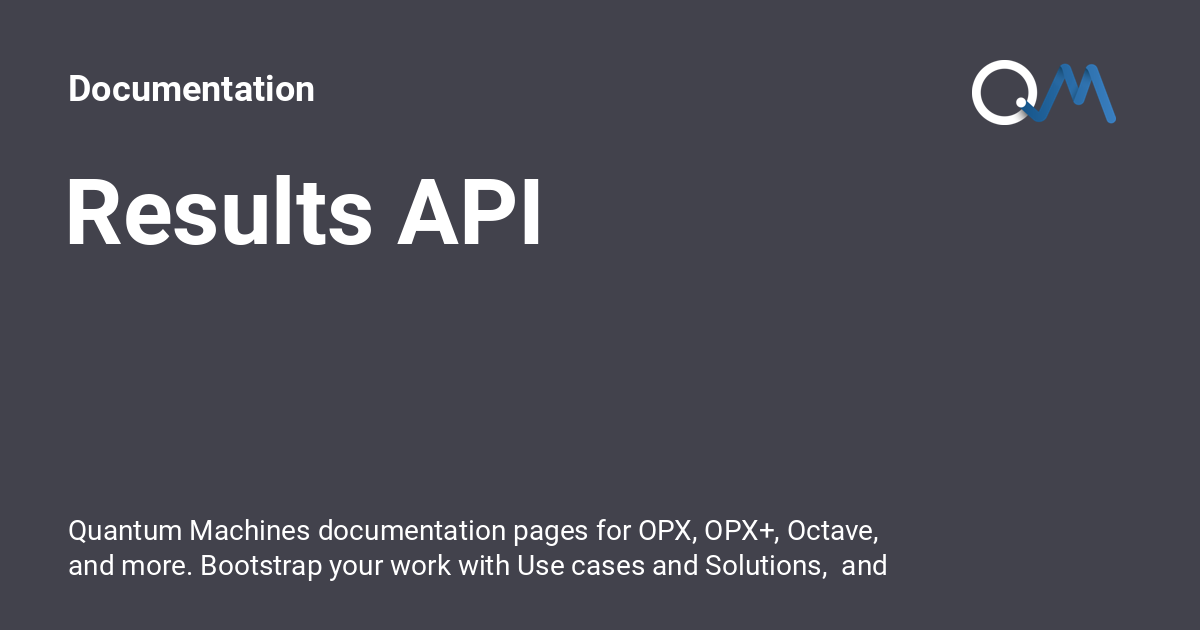 Documentation
QM
Results API
Quantum Machines documentation pages for OPX, OPX+, Octave,
and more. Bootstrap your work with Use cases and Solutions,  and